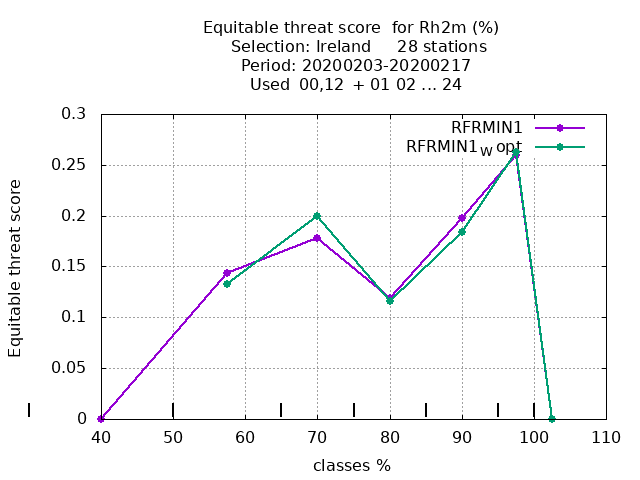 Equitable threat score  for Rh2m (%)
Selection: Ireland     28 stations
Period: 20200203-20200217
Used  00,12  + 01 02 ... 24
RFRMIN1
RFRMIN1W opt
0.3
0.25
0.2
0.15
0.1
0.05
0
Equitable threat score
40 50 60 70 80 90 100 110
classes %